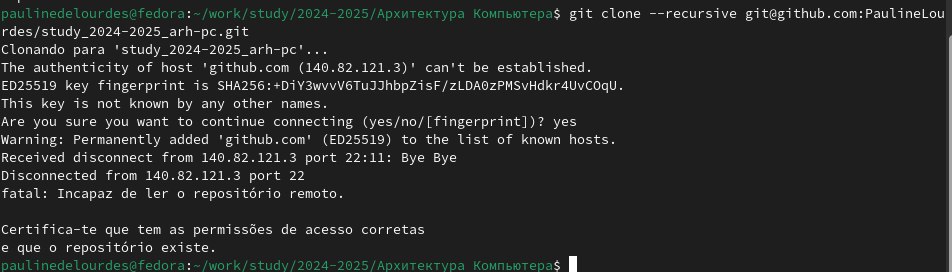 paulinedelourdes@fedora:~/work/study/2024-2025/Архитектура Компьютера$ git clone --recursive git@github.com:PaulineLou
rdes/study_2024-2025_arh-pc.git
Clonando para 'study_2024-2025_arh-pc'...
The authenticity of host 'github.com (140.82.121.3)' can't be established.
ED25519 key fingerprint is SHA256:+DiY3wvvV6TuJJhbpZisF/zLDA0zPMSvHdkr4UvCOqU.
This key is not known by any other names.
Are you sure you want to continue connecting (yes/no/[fingerprint])? yes
Warning: Permanently added 'github.com' (ED25519) to the list of known hosts.
Received disconnect from 140.82.121.3 port 22:11: Bye Bye
Disconnected from 140.82.121.3 port 22
fatal: Incapaz de ler o repositório remoto.

Certifica-te que tem as permissões de acesso corretas
e que o repositório existe.
paulinedelourdes@fedora:~/work/study/2024-2025/Архитектура Компьютера$